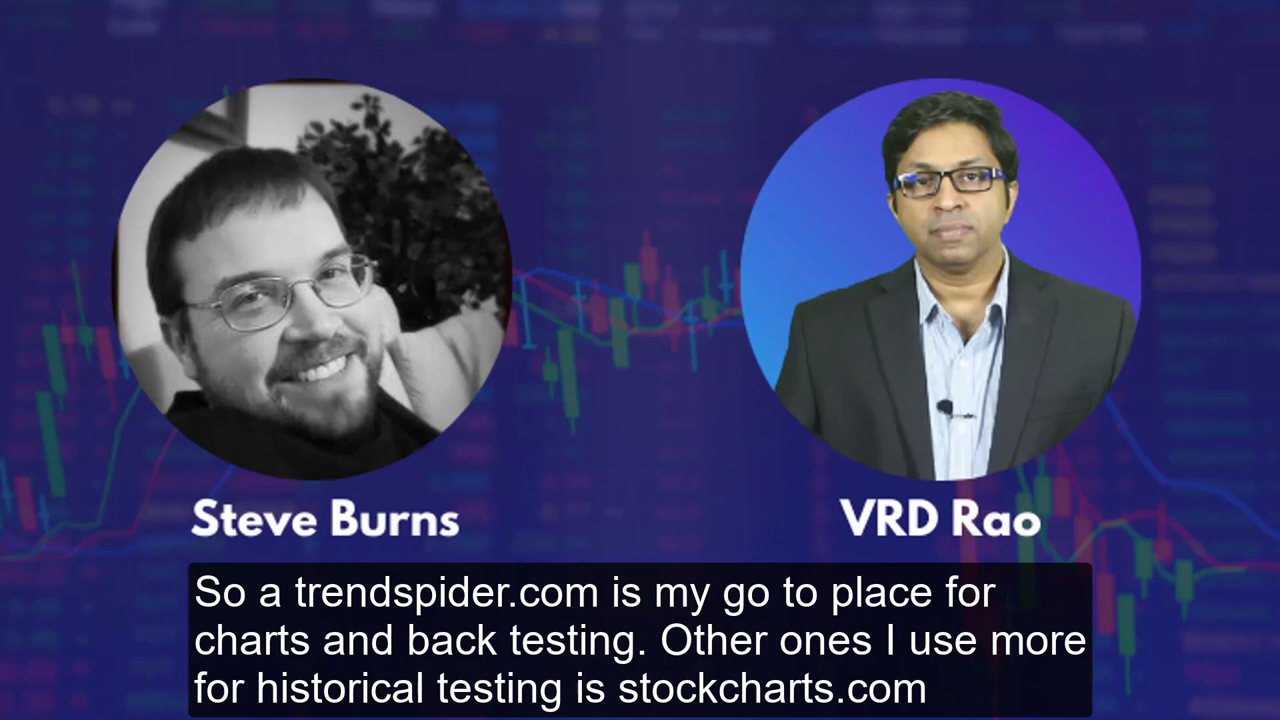 Steve Burns
VRD Rao
So a trendspider.com is my go to place for
charts and back testing. Other ones I use more
for historical testing is stockcharts.com